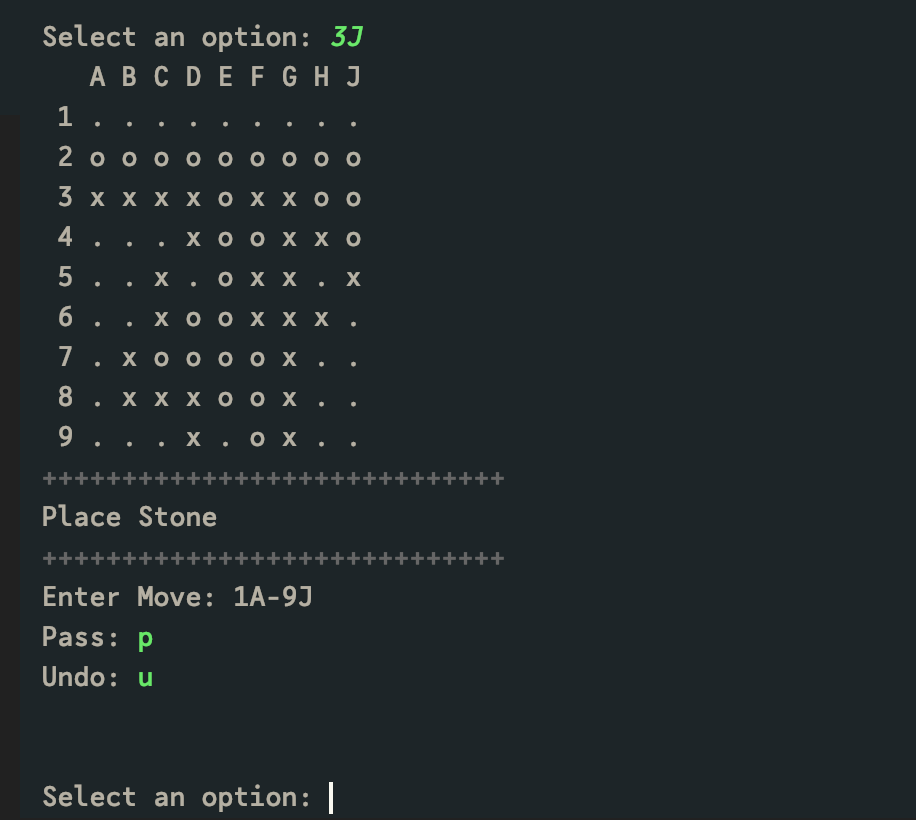 Select an option: 3J
A B C D E F G H J
1 . . . . . . . . .
2 o o o o o o o o o
3 x x x x o x x o o
4 . . . x o o x x o
5 . . x . o x x . x
6 . . x o o x x x .
7 . x o o o o x . .
8 . x x x o o x . .
9 . . . x . o x . .
+++++++++++++++++++++++++++++
Place Stone
+++++++++++++++++++++++++++++
Enter Move: 1A-9J
Pass: p
Undo: u
Select an option: